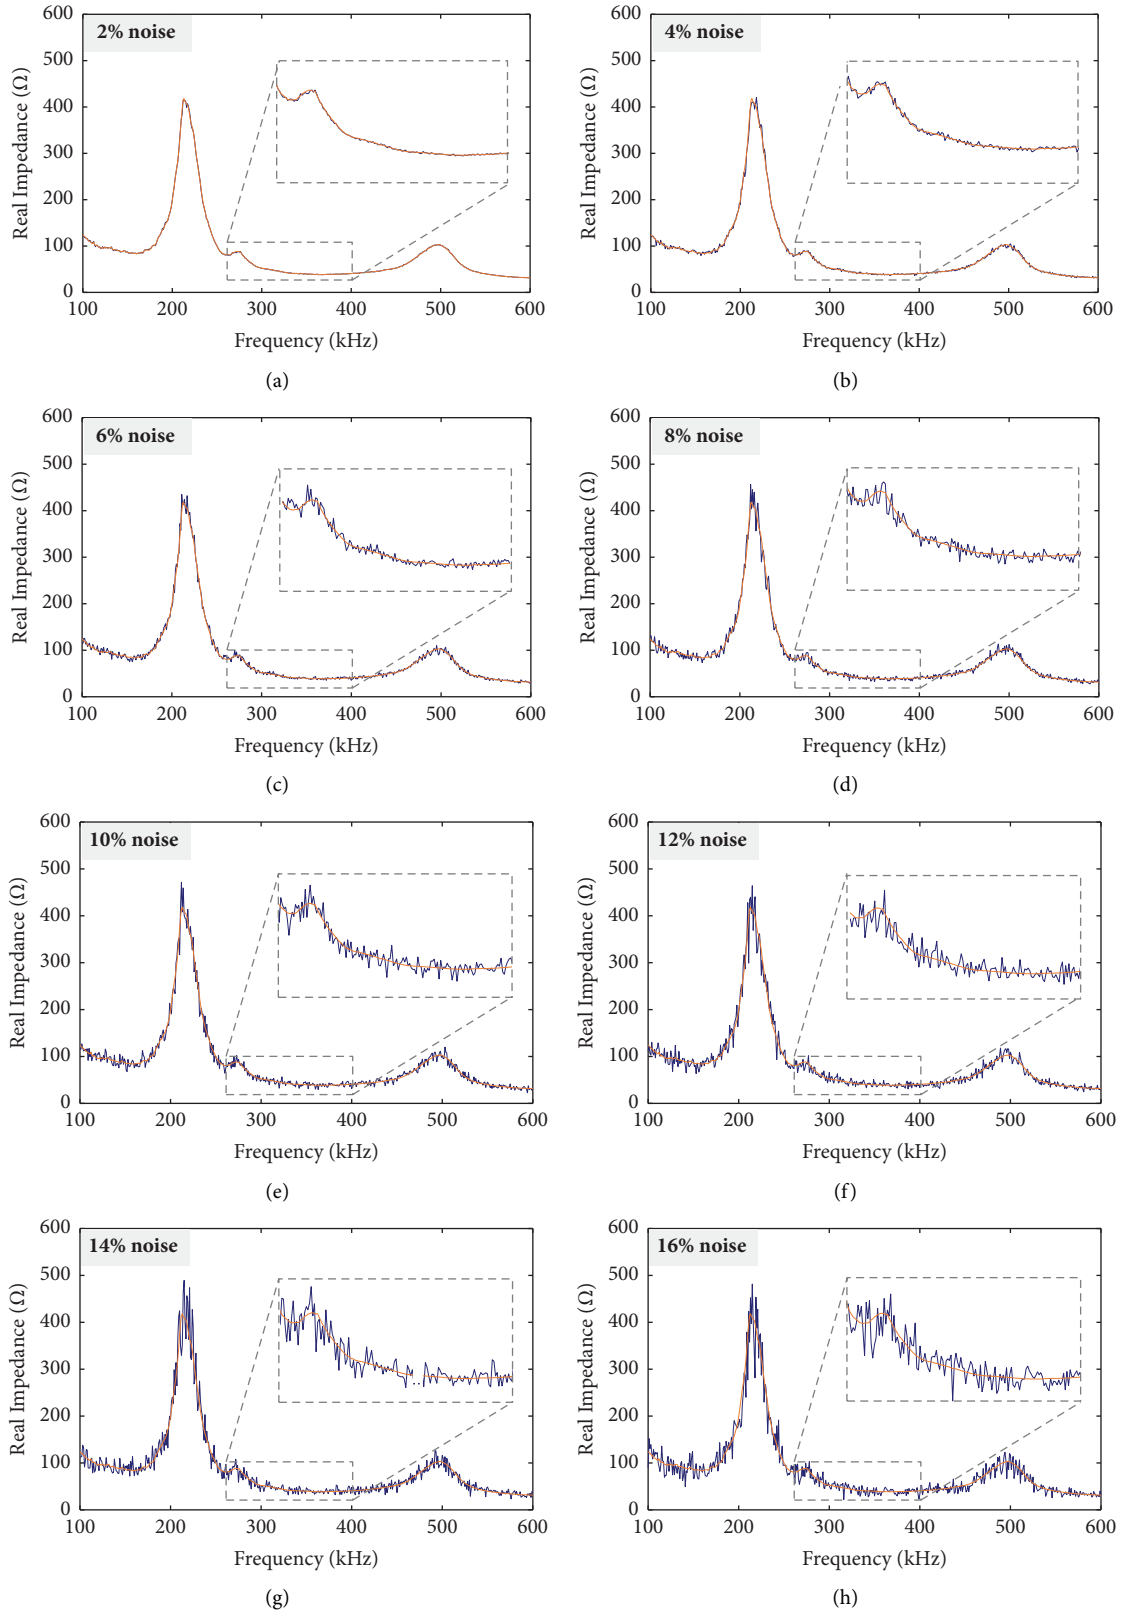 2% noise
600
500
400
300
200
100
0
Real Impedance (Ω)
100 200 300 400 500 600
Frequency (kHz)
(a)
4% noise
600
500
400
300
200
100
0
Real Impedance (Ω)
100 200 300 400 500 600
Frequency (kHz)
(b)
6% noise
600
500
400
300
200
100
0
Real Impedance (Ω)
100 200 300 400 500 600
Frequency (kHz)
(c)
8% noise
600
500
400
300
200
100
0
Real Impedance (Ω)
100 200 300 400 500 600
Frequency (kHz)
(d)
10% noise
600
500
400
300
200
100
0
Real Impedance (Ω)
100 200 300 400 500 600
Frequency (kHz)
(e)
12% noise
600
500
400
300
200
100
0
Real Impedance (Ω)
100 200 300 400 500 600
Frequency (kHz)
(f)
14% noise
600
500
400
300
200
100
0
Real Impedance (Ω)
100 200 300 400 500 600
Frequency (kHz)
(g)
16% noise
600
500
400
300
200
100
0
Real Impedance (Ω)
100 200 300 400 500 600
Frequency (kHz)
(h)